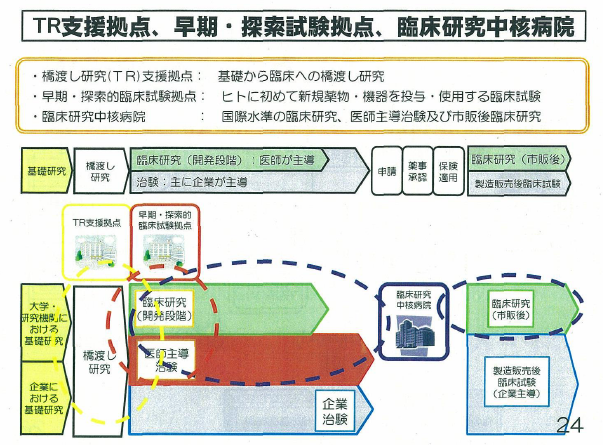 TR支援拠点、早期・探索試験拠点、臨床研究中核病院
・橋渡し研究(TR)支援拠点： 基礎から臨床への橋渡し研究
・早期・探索的臨床試験拠点： ヒトに初めて新規薬物・機器を投与・使用する臨床試験
・臨床研究中核病院 ： 国際水準の臨床研究、医師主導治験及び市販後臨床研究
基礎研究
橋渡し
研究
臨床研究（開発段階）：医師が主導
治験：主に企業が主導
申請
薬事
承認
保険
適用
臨床研究（市販後）
製造販売後臨床試験
TR支援拠点
早期・探索的
臨床試験拠点
大学・
研究機関に
おける
基礎研究
企業に
おける
基礎研究
橋渡し
研究
臨床研究
（開発段階）
医師主導
治験
企業
治験
臨床研究
中核病院
臨床研究
（市販後）
製造販売後
臨床試験
（企業主導）
24